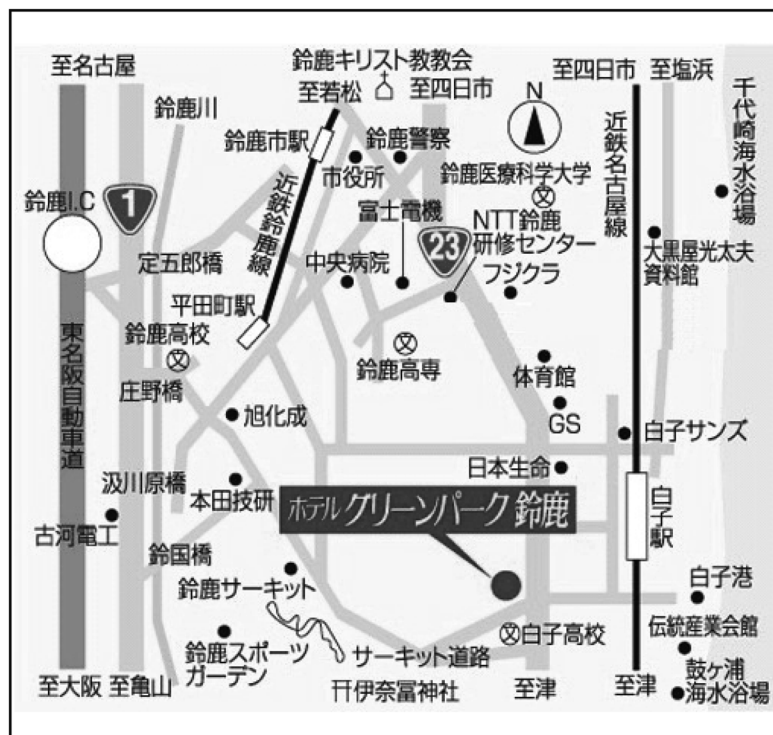 至名古屋
鈴鹿キリスト教教会
至若松
至四日市
至四日市
至塩浜
N
鈴鹿川
千代崎海水浴場
鈴鹿市駅
鈴鹿警察
市役所
近鉄名古屋線
鈴鹿医療科学大学
文
鈴鹿I.C
1
近鉄鈴鹿線
富士電機
NTT鈴鹿
研修センター
23
大黒屋光太夫
資料館
定五郎橋
中央病院
フジクラ
平田町駅
鈴鹿高校
文
東名阪自動車道
文
鈴鹿高専
体育館
庄野橋
旭化成
GS
白子サンズ
汲川原橋
日本生命
本田技研
ホテル グリーンパーク 鈴鹿
白子駅
古河電工
鈴国橋
鈴鹿サーキット
白子港
伝統産業会館
文白子高校
鈴鹿スポーツ
ガーデン
サーキット道路
鼓ヶ浦
海水浴場
至大阪
至亀山
伊奈冨神社
至津
至津